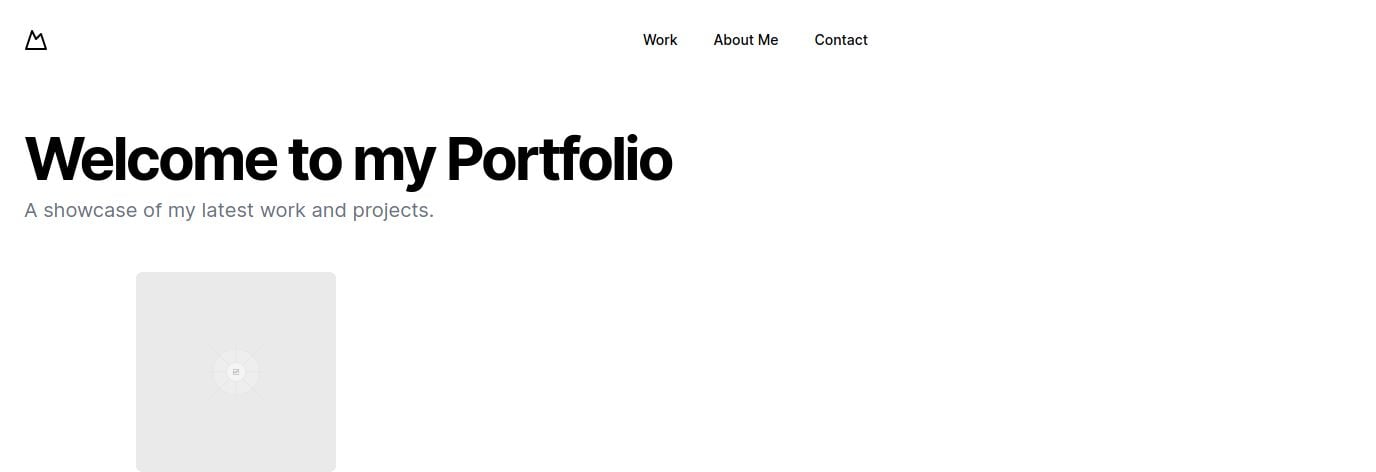 Work About Me Contact
Welcome to my Portfolio
A showcase of my latest work and projects.